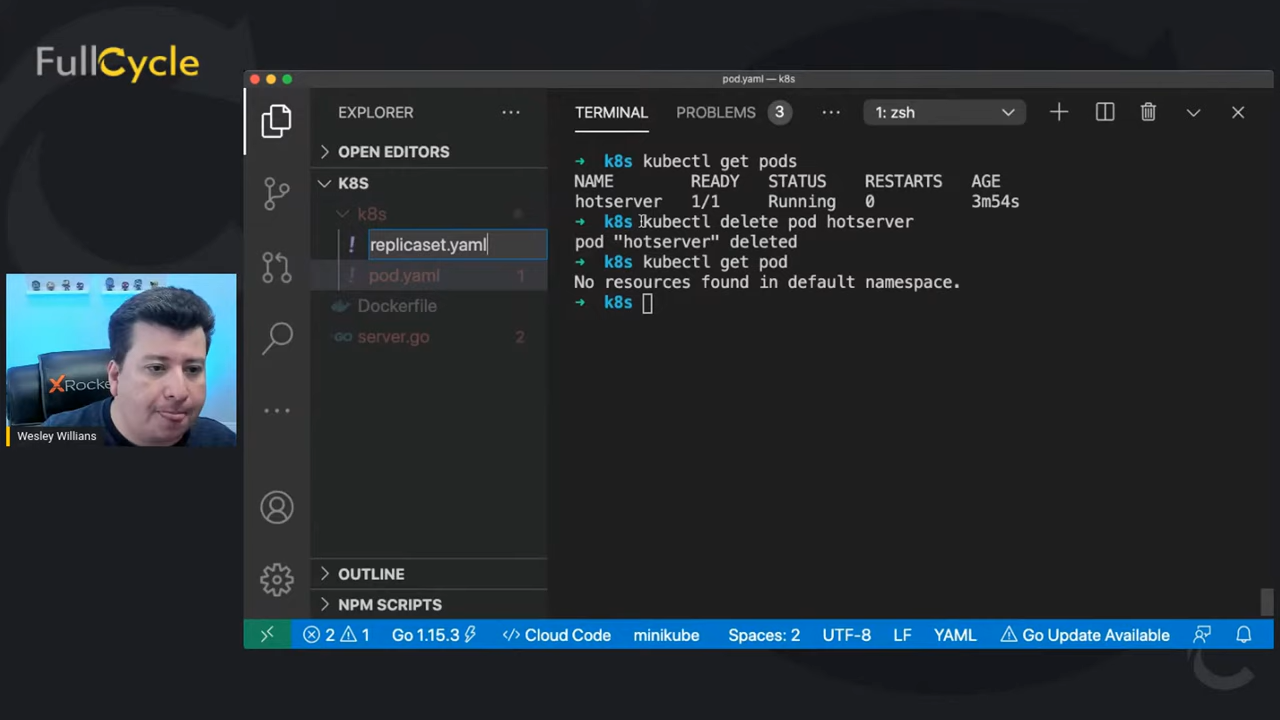 FullCycle
pod.yaml — k8s
EXPLORER
OPEN EDITORS
K8S
k8s
! replicaset.yaml
! pod.yaml 1
Dockerfile
GO server.go 2
OUTLINE
NPM SCRIPTS
TERMINAL PROBLEMS 3 ... 1: zsh
➜ k8s kubectl get pods
NAME READY STATUS RESTARTS AGE
hotserver 1/1 Running 0 3m54s
➜ k8s kubectl delete pod hotserver
pod "hotserver" deleted
➜ k8s kubectl get pod
No resources found in default namespace.
➜ k8s
XRocke
Wesley Willians
2 1 Go 1.15.3 Cloud Code minikube Spaces: 2 UTF-8 LF YAML Go Update Available